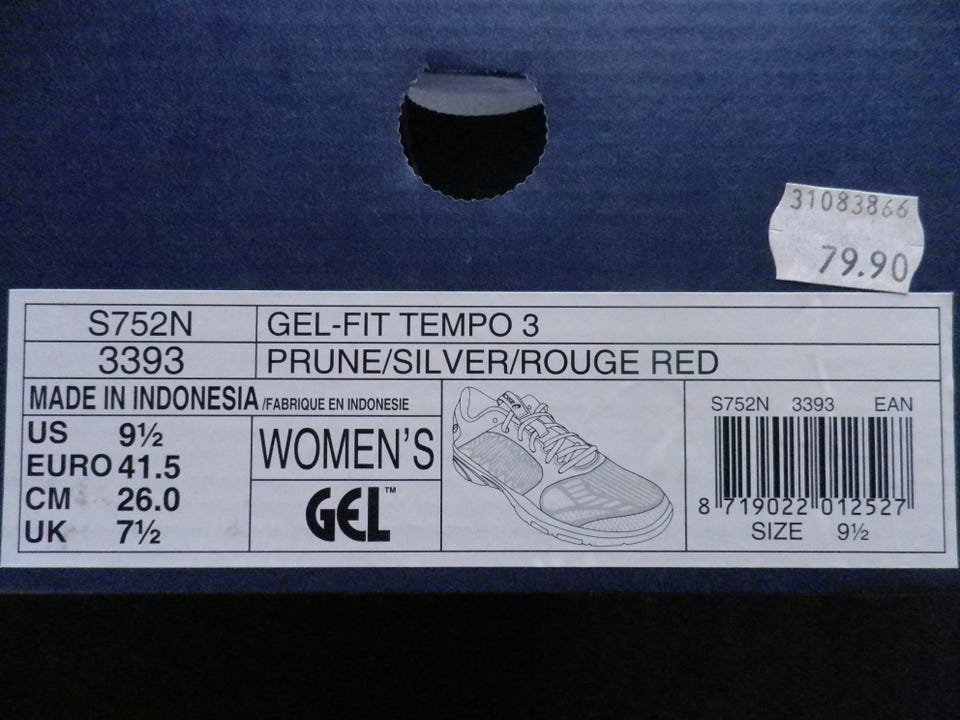 31083866
79.90
S752N GEL-FIT TEMPO 3
3393 PRUNE/SILVER/ROUGE RED
MADE IN INDONESIA /FABRIQUE EN INDONESIE
US 9½
EURO 41.5
CM 26.0
UK 7½
WOMEN'S
GEL™
S752N 3393 EAN
8 719022 012527
SIZE 9½